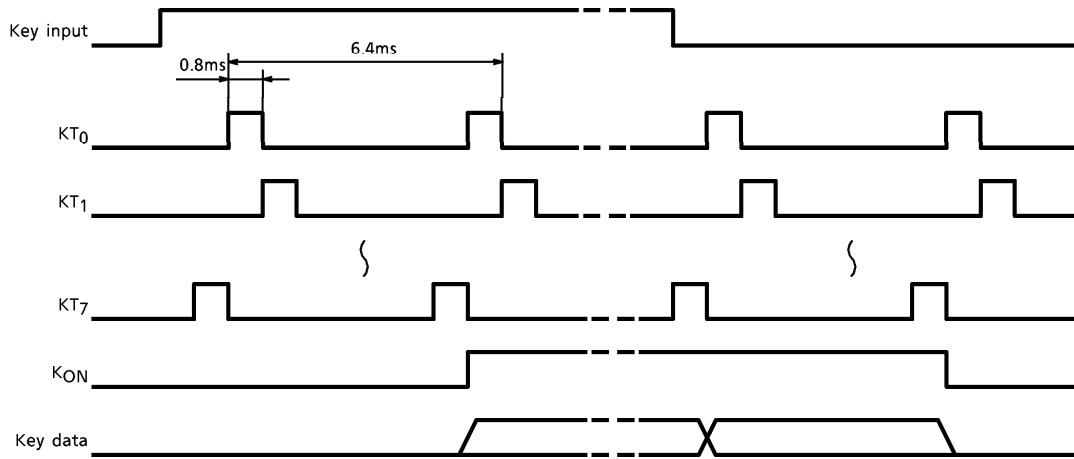 Key input
6.4ms
0.8ms
KT0
KT1
KT7
KON
Key data